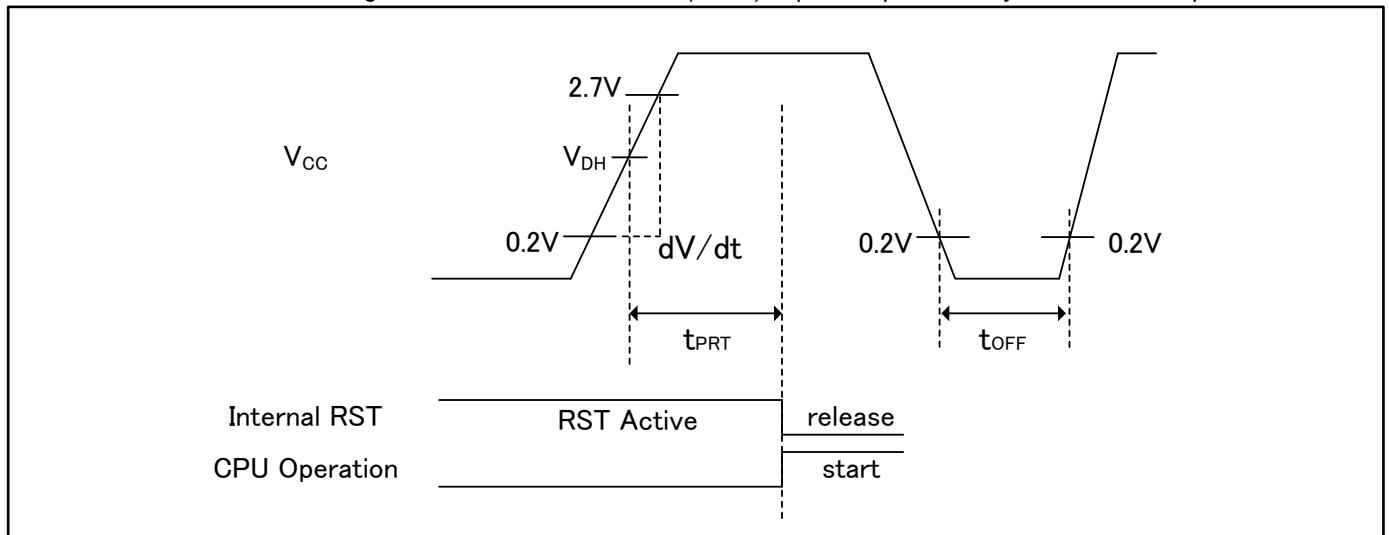 2.7V
VCC
VDH
0.2V
dV/dt
0.2V
0.2V
tPRT
tOFF
Internal RST
RST Active
release
CPU Operation
start